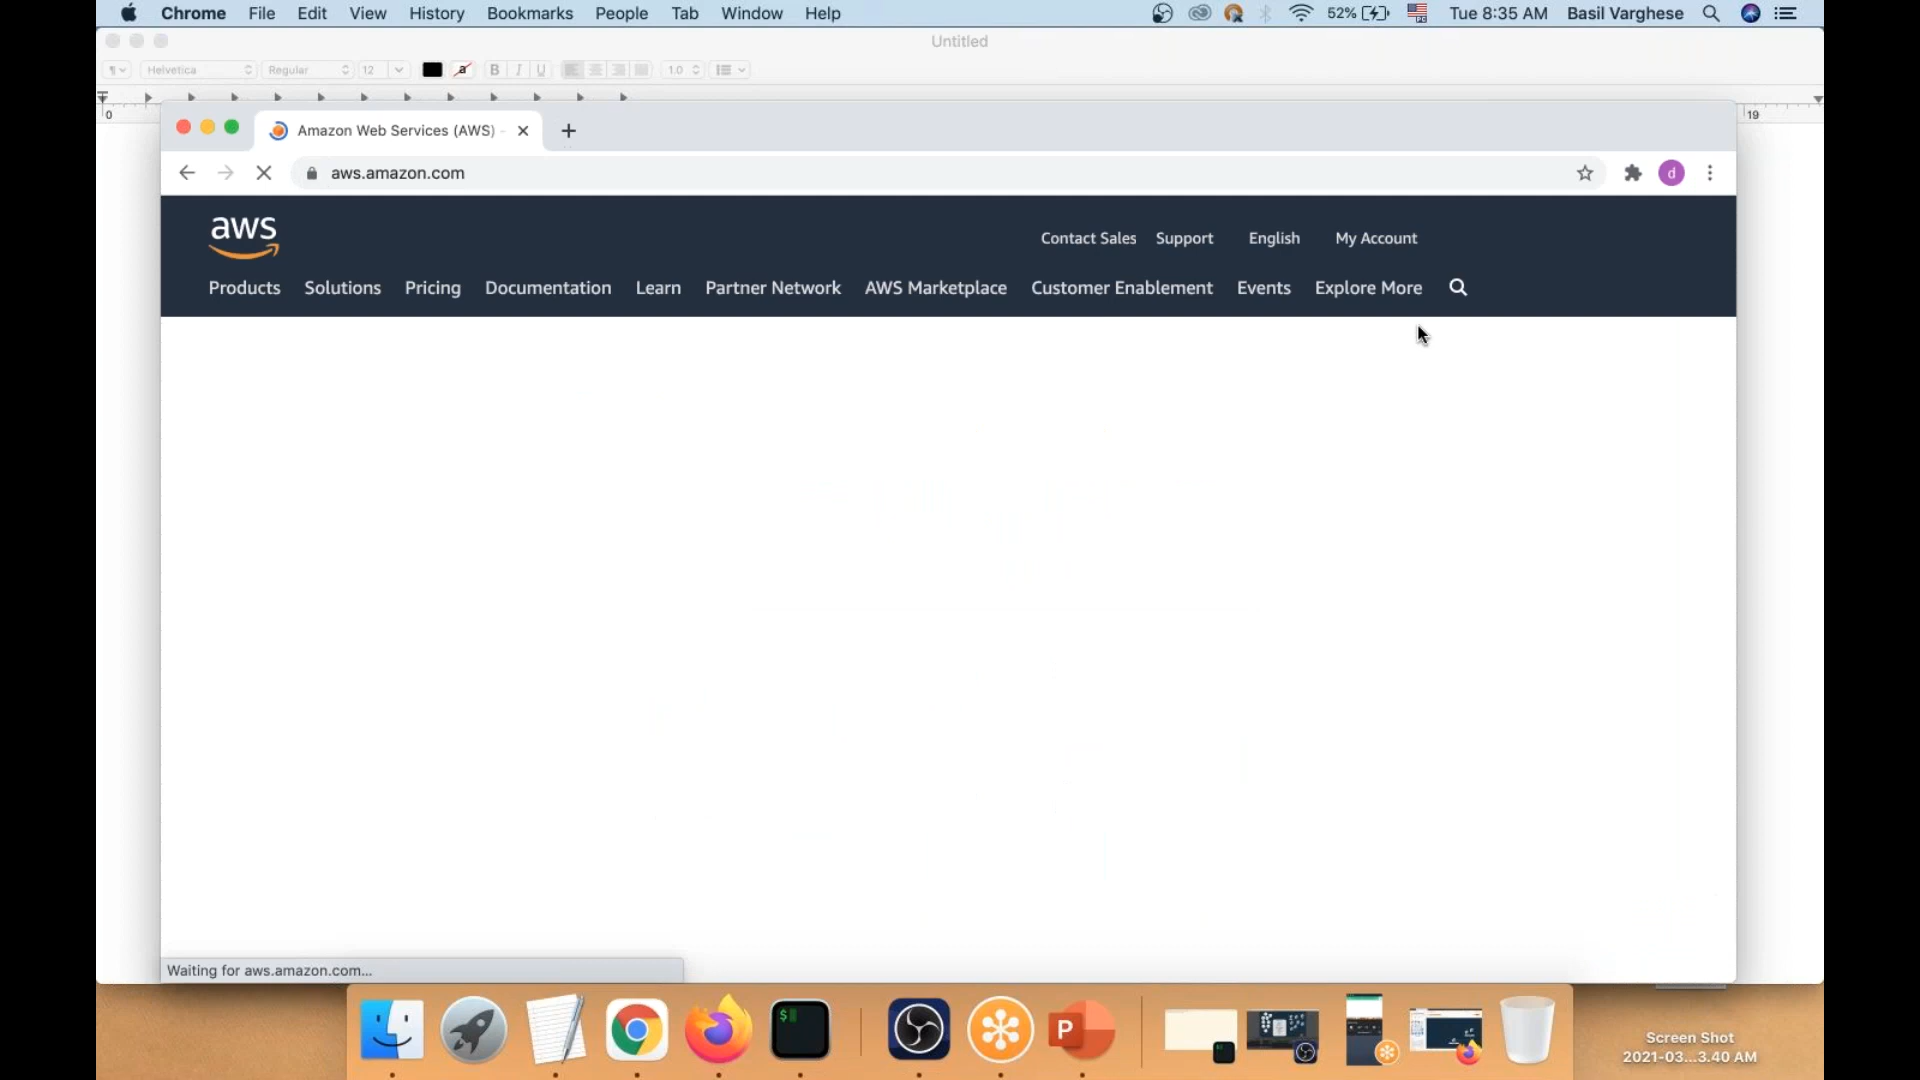 Chrome File Edit View History Bookmarks People Tab Window Help 52% Tue 8:35 AM Basil Varghese
Untitled
¶ Helvetica Regular 12 a B I U 1.0
0 19
Amazon Web Services (AWS) -
aws.amazon.com d
aws
Contact Sales Support English My Account
Products Solutions Pricing Documentation Learn Partner Network AWS Marketplace Customer Enablement Events Explore More
Waiting for aws.amazon.com...
$ P
Screen Shot
2021-03...3.40 AM